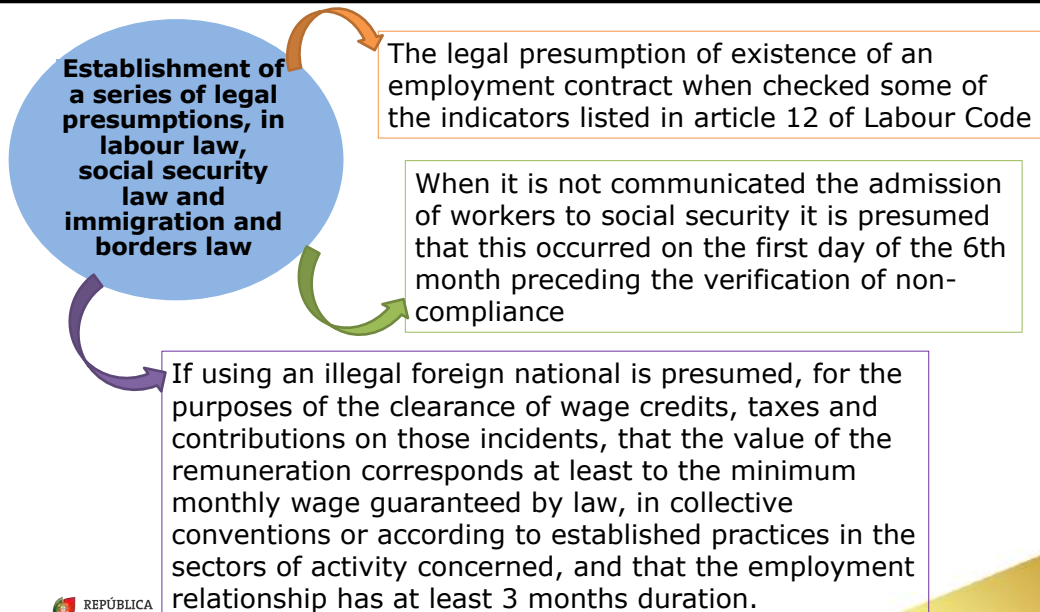 Establishment of
a series of legal
presumptions, in
labour law,
social security
law and
immigration and
borders law
The legal presumption of existence of an
employment contract when checked some of
the indicators listed in article 12 of Labour Code
When it is not communicated the admission
of workers to social security it is presumed
that this occurred on the first day of the 6th
month preceding the verification of non-
compliance
If using an illegal foreign national is presumed, for the
purposes of the clearance of wage credits, taxes and
contributions on those incidents, that the value of the
remuneration corresponds at least to the minimum
monthly wage guaranteed by law, in collective
conventions or according to established practices in the
sectors of activity concerned, and that the employment
relationship has at least 3 months duration.
REPÚBLICA